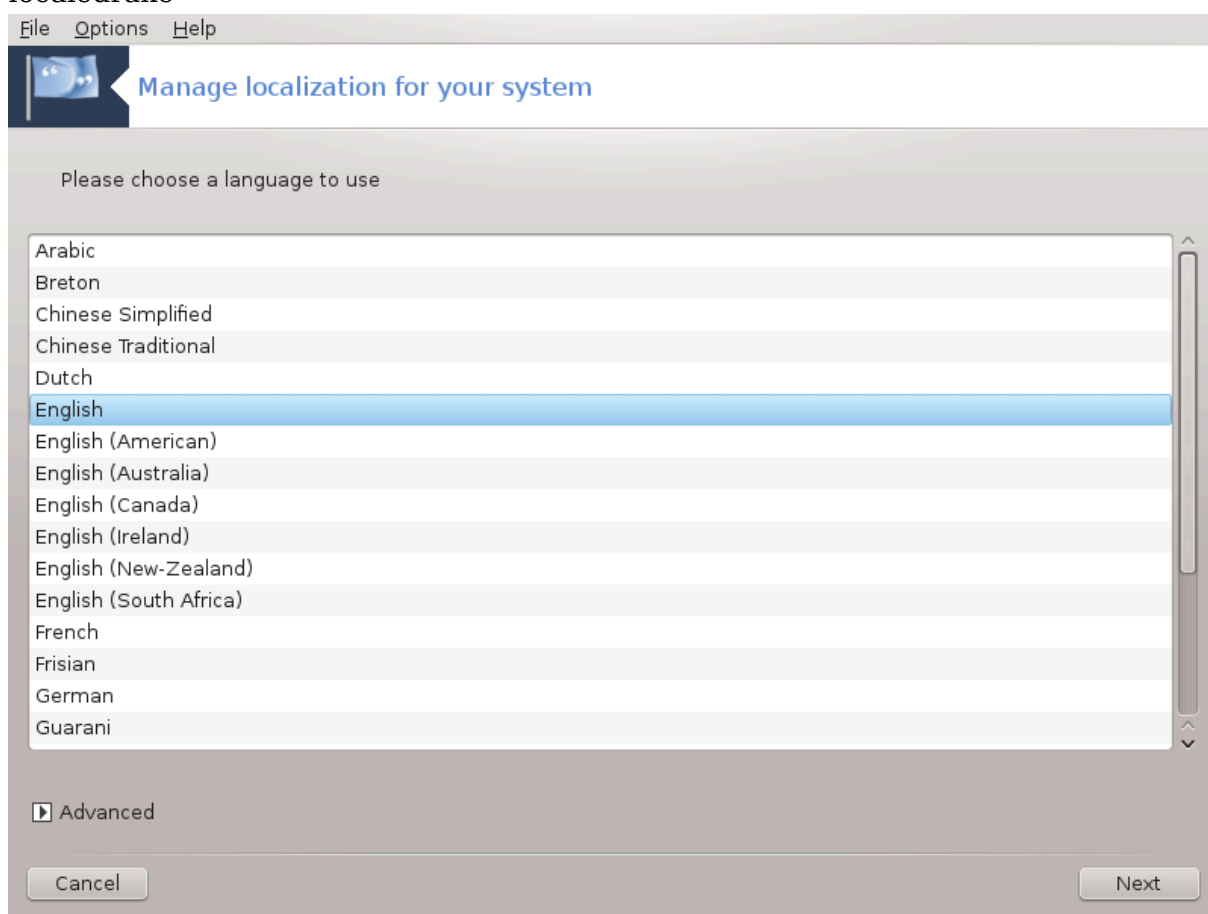 File Options Help
Manage localization for your system
Please choose a language to use
Arabic
Breton
Chinese Simplified
Chinese Traditional
Dutch
English
English (American)
English (Australia)
English (Canada)
English (Ireland)
English (New-Zealand)
English (South Africa)
French
Frisian
German
Guarani
Advanced
Cancel Next